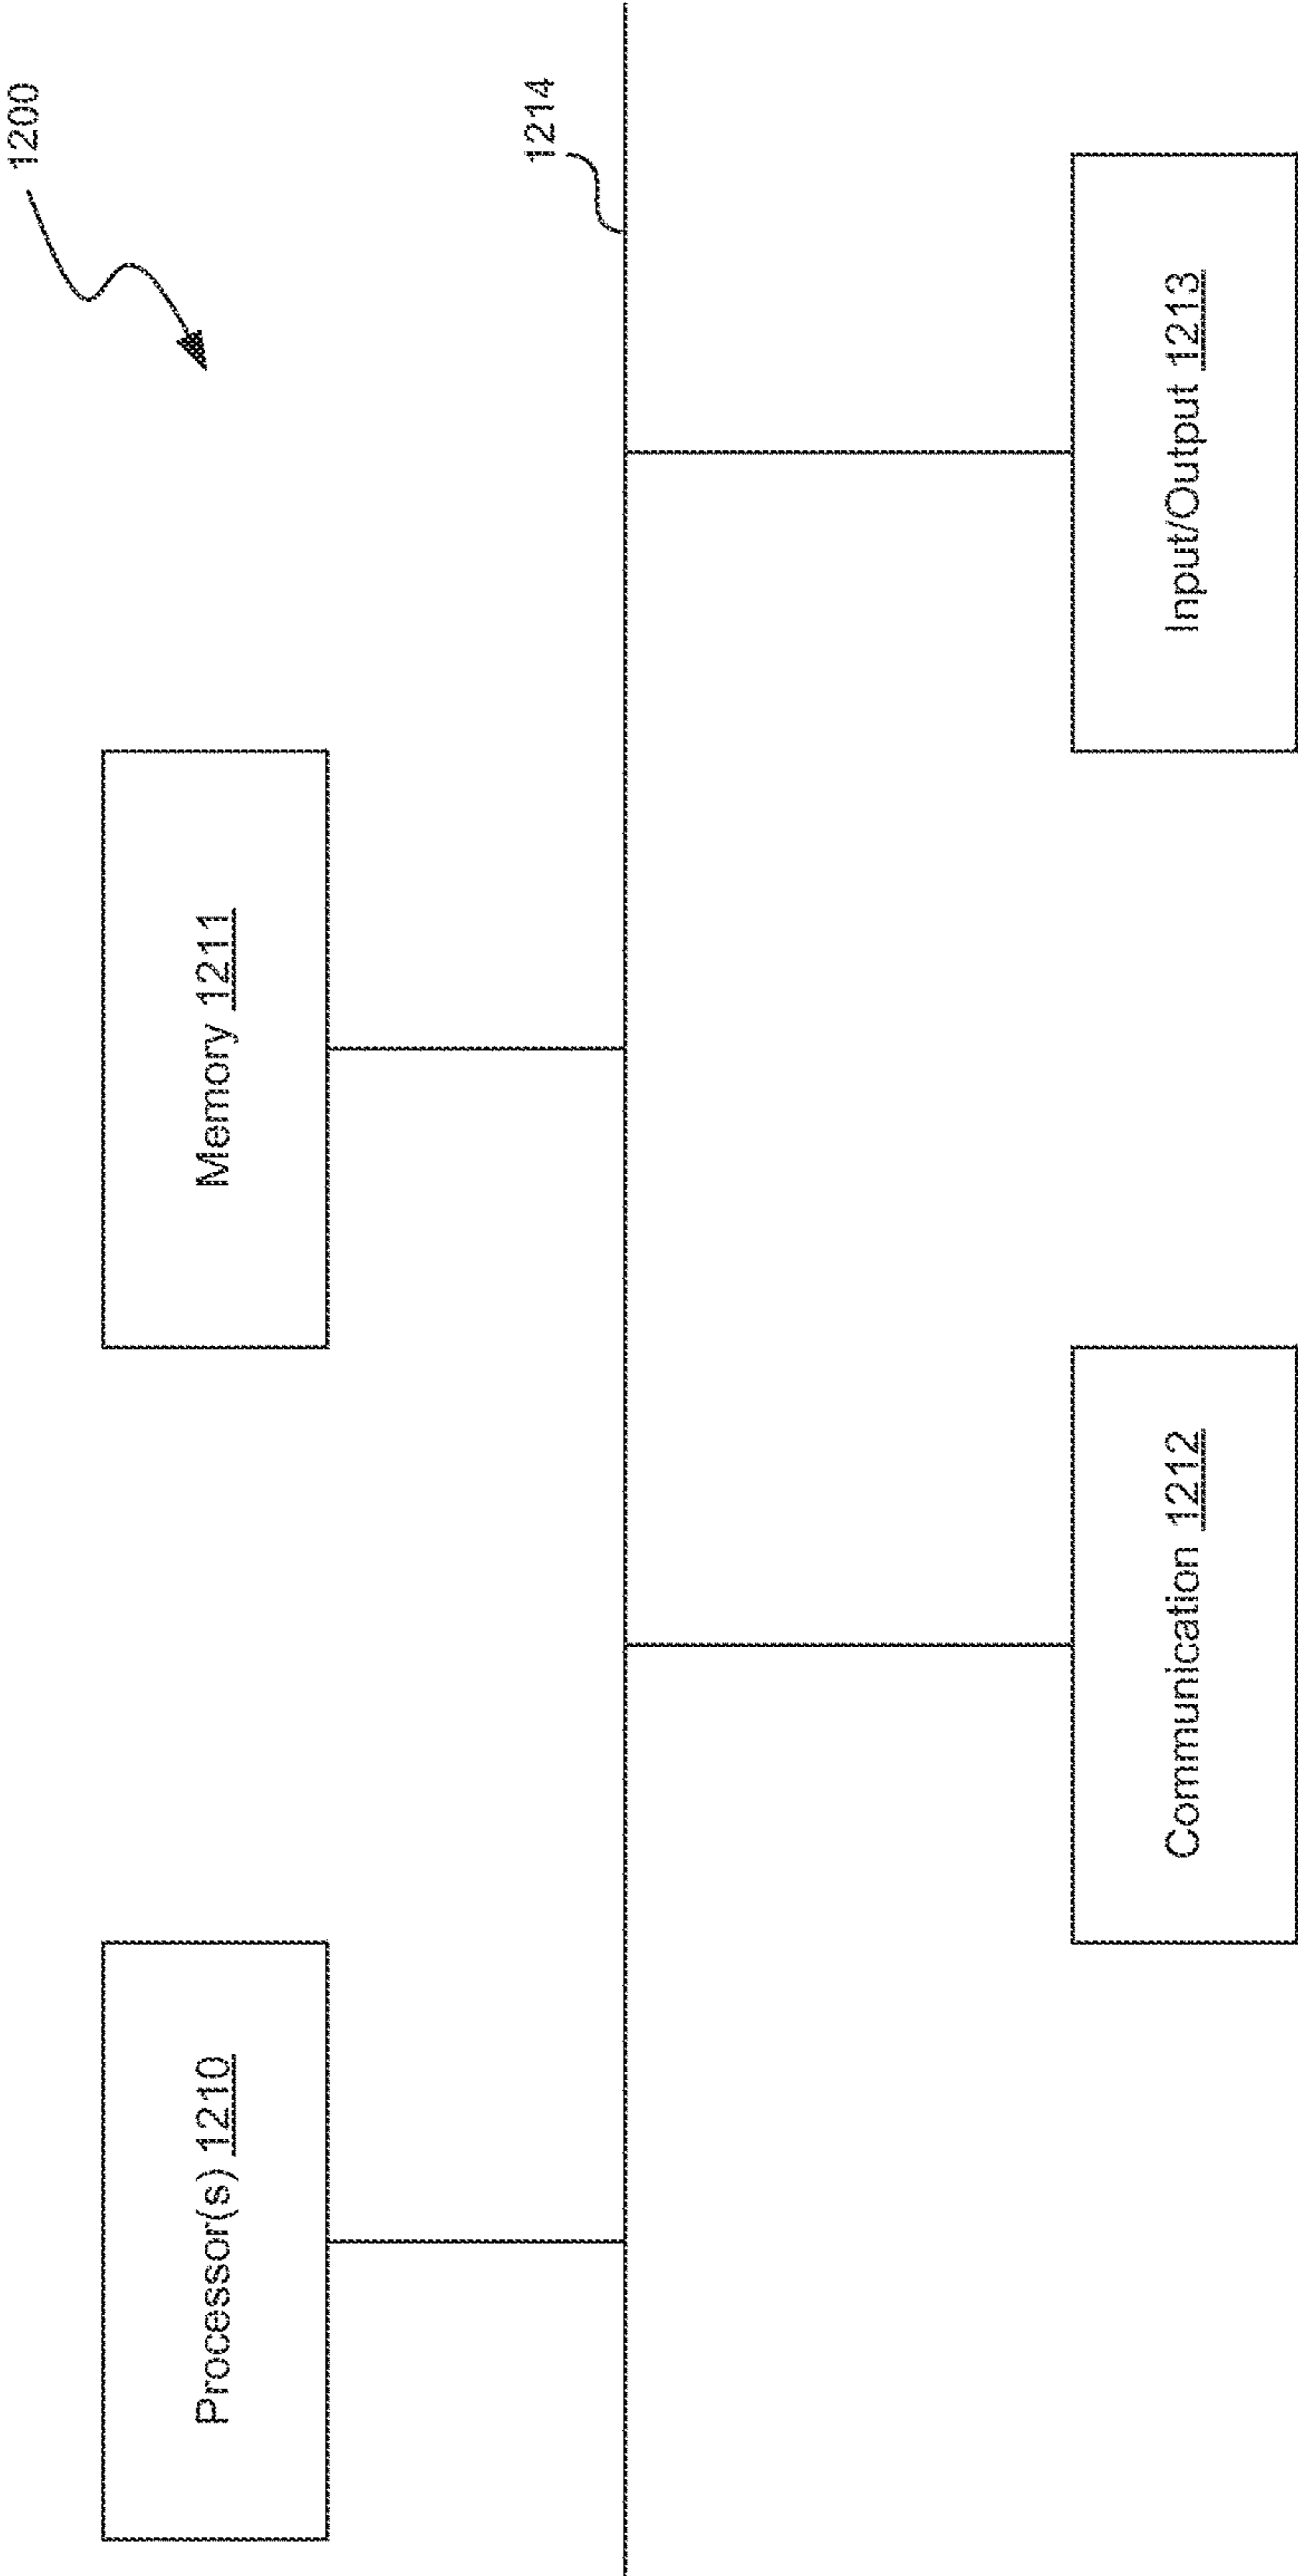 1200
Processor(s) 1210
Memory 1211
1214
Communication 1212
Input/Output 1213